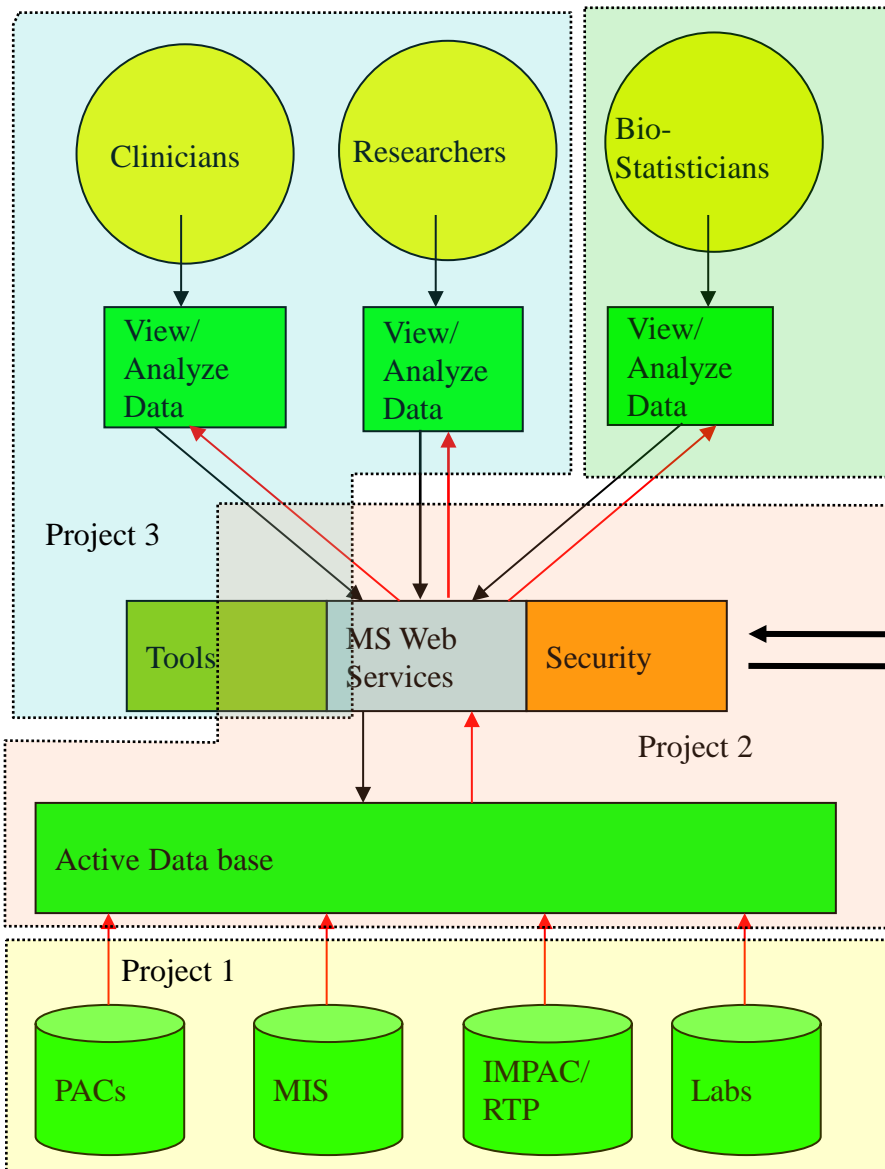 Clinicians
Researchers
Bio-
Statisticians
View/
Analyze
Data
View/
Analyze
Data
View/
Analyze
Data
Project 3
Tools
MS Web
Services
Security
Project 2
Active Data base
Project 1
PACs
MIS
IMPAC/
RTP
Labs